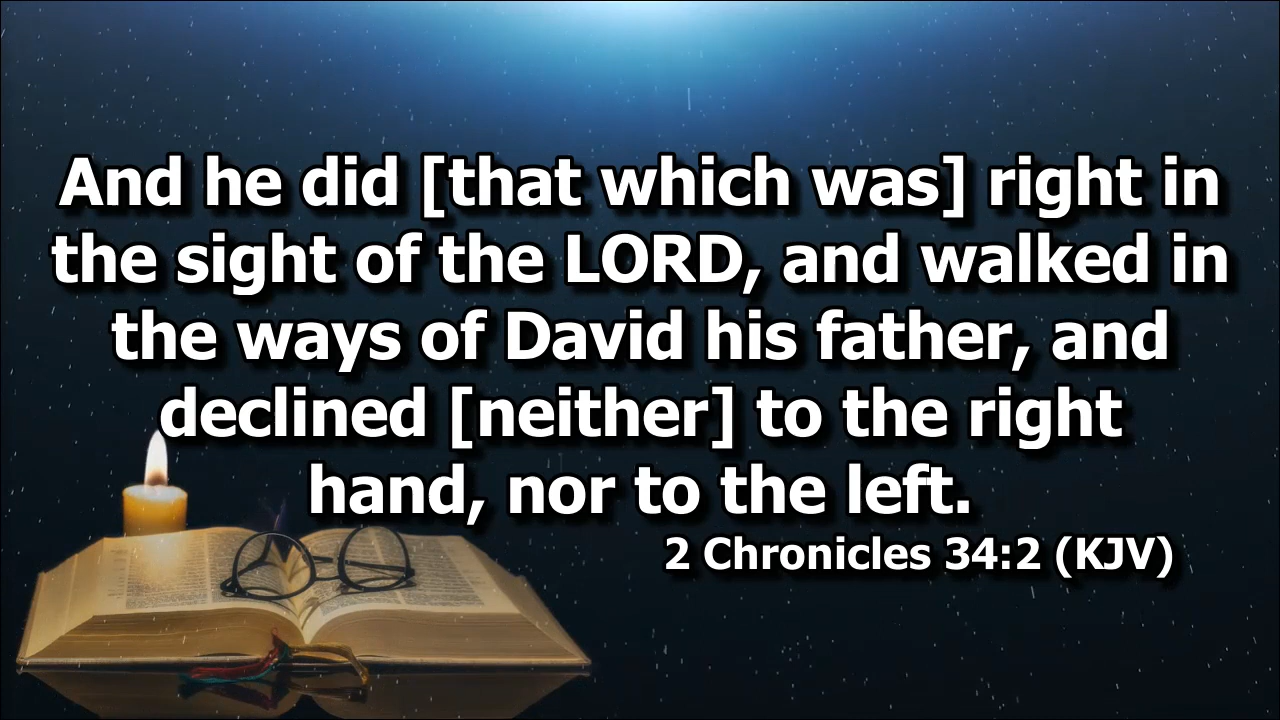 And he did [that which was] right in
the sight of the LORD, and walked in
the ways of David his father, and
declined [neither] to the right
hand, nor to the left.
2 Chronicles 34:2 (KJV)